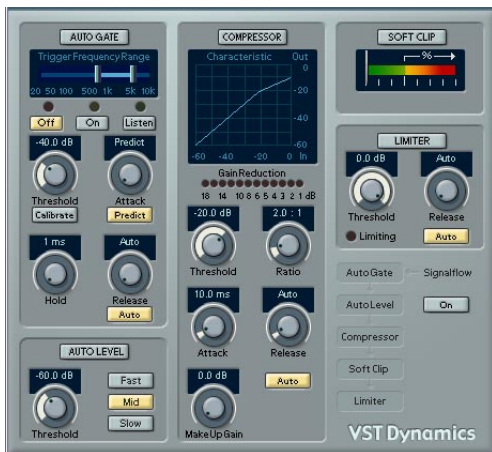 AUTO GATE
Trigger Frequency Range
20 50 100 500 1k 5k 10k
Off On Listen
-40.0 dB Predict
Threshold Attack
Calibrate Predict
1 ms Auto
Hold Release
Auto
AUTO LEVEL
-60.0 dB
Fast
Mid
Slow
Threshold
COMPRESSOR
Characteristic Out
0
-20
-60
-60 -40 -20 0 In
Gain Reduction
18 14 10 8 6 5 4 3 2 1 dB
-20.0 dB 2.0 : 1
Threshold Ratio
10.0 ms Auto
Attack Release
0.0 dB
Auto
MakeUp Gain
SOFT CLIP
%
LIMITER
0.0 dB Auto
Threshold Release
Limiting Auto
Auto Gate Signalflow
Auto Level On
Compressor
Soft Clip
Limiter
VST Dynamics